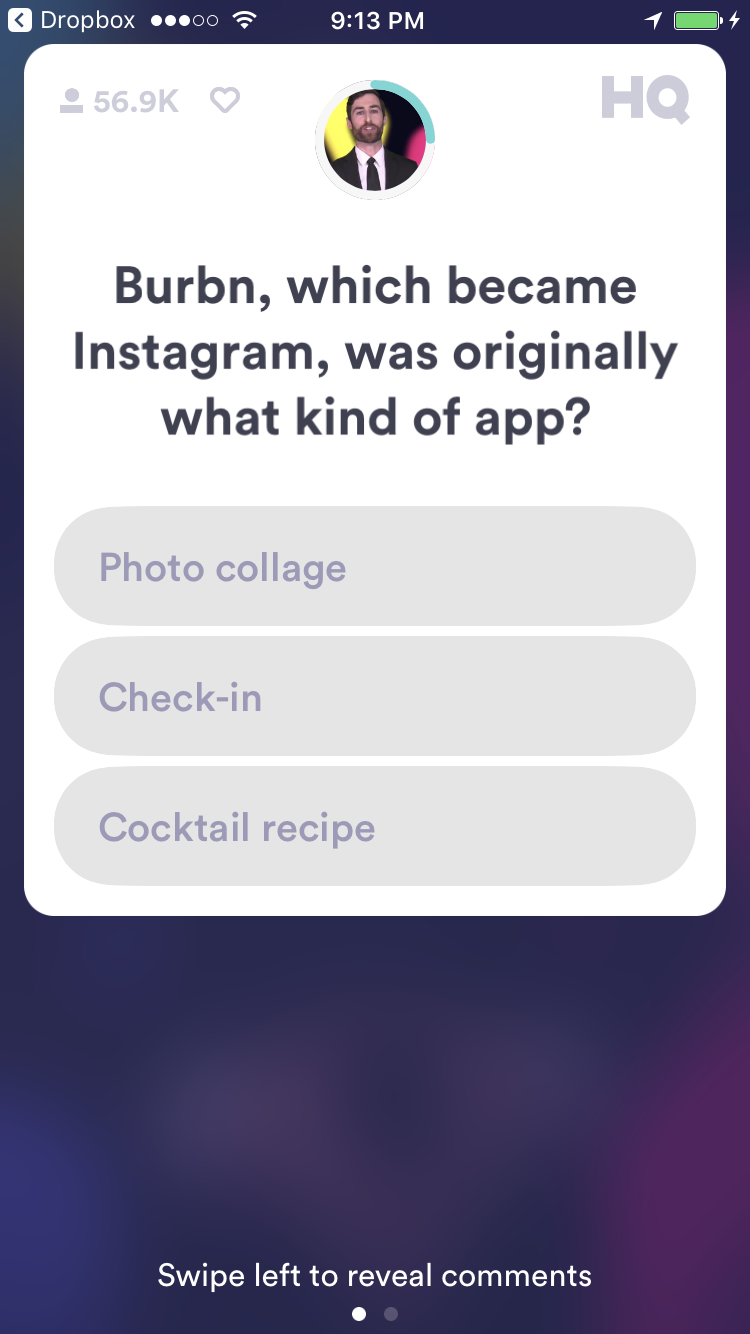 Dropbox 9:13 PM
56.9K HQ
Burbn, which became
Instagram, was originally
what kind of app?
Photo collage
Check-in
Cocktail recipe
Swipe left to reveal comments